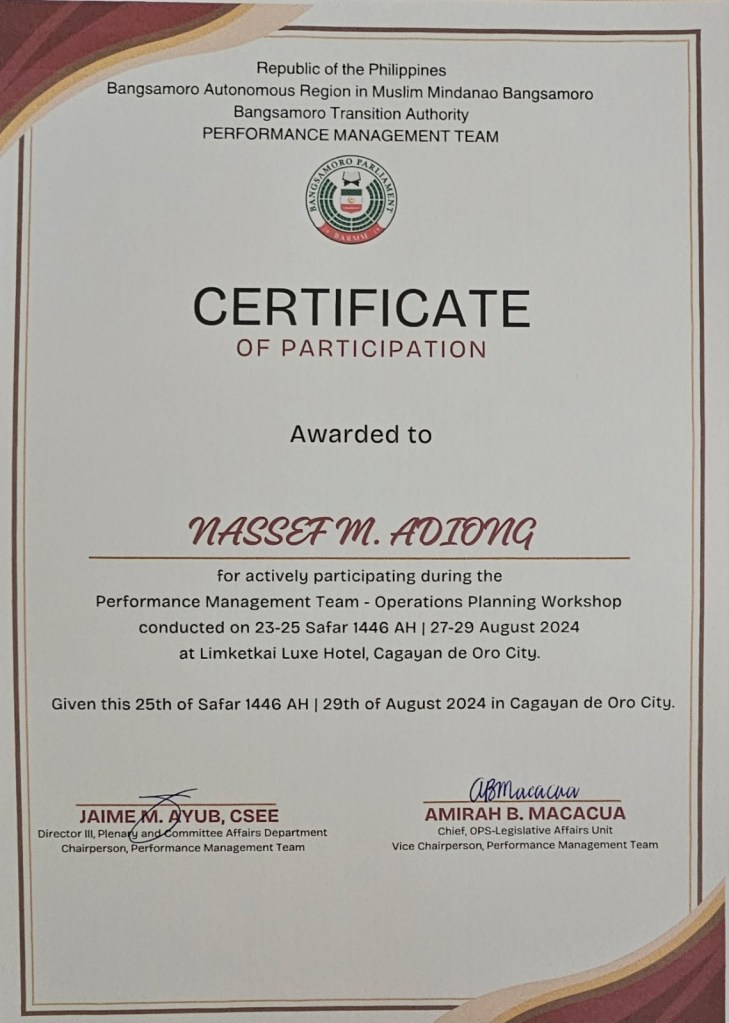 Republic of the Philippines
Bangsamoro Autonomous Region in Muslim Mindanao Bangsamoro
Bangsamoro Transition Authority
PERFORMANCE MANAGEMENT TEAM
BANGSAMORO PARLIAMENT
BARMM
CERTIFICATE
OF PARTICIPATION
Awarded to
NASSEF M. ADIONG
for actively participating during the
Performance Management Team - Operations Planning Workshop
conducted on 23-25 Safar 1446 AH | 27-29 August 2024
at Limketkai Luxe Hotel, Cagayan de Oro City.
Given this 25th of Safar 1446 AH | 29th of August 2024 in Cagayan de Oro City.
JAIME M. AYUB, CSEE
Director III, Plenary and Committee Affairs Department
Chairperson, Performance Management Team
ABMacacua
AMIRAH B. MACACUA
Chief, OPS-Legislative Affairs Unit
Vice Chairperson, Performance Management Team